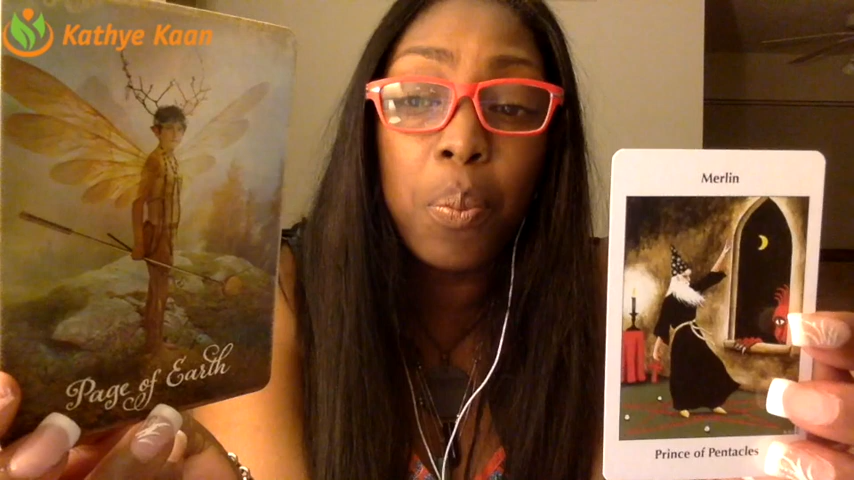 Kathye Kaan
Page of Earth
Merlin
Prince of Pentacles